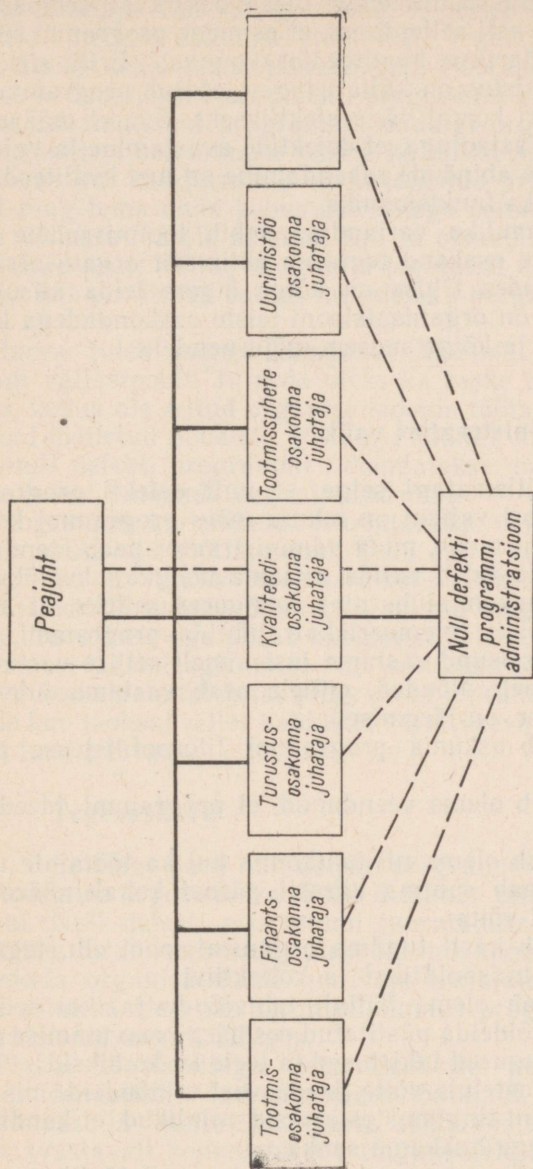 Peajuht
Tootmis-
osakonna
juhataja
Finants-
osakonna
juhataja
Turustus-
osakonna
juhataja
Kvaliteedi-
osakonna
juhataja
Tootmissuhete
osakonna
juhataja
Uurimistöö
osakonna
juhataja
Null defekti
programmi
administratsioon